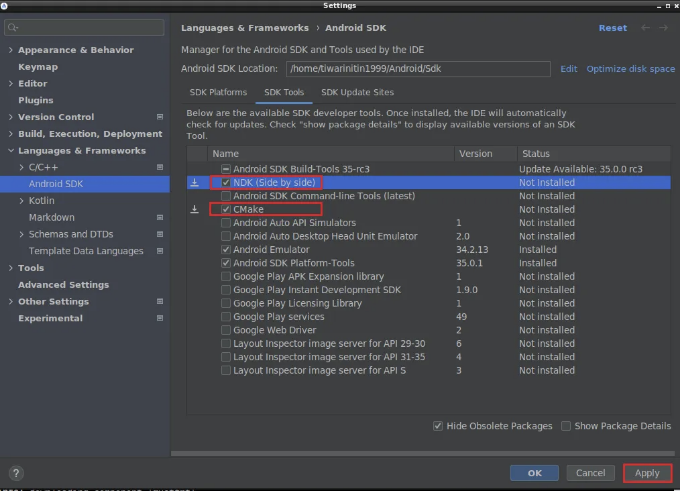 Settings
Languages & Frameworks › Android SDK
Reset
Appearance & Behavior
Keymap
Editor
Plugins
Version Control
Build, Execution, Deployment
Languages & Frameworks
C/C++
Android SDK
Kotlin
Markdown
Schemas and DTDs
Template Data Languages
Tools
Advanced Settings
Other Settings
Experimental
Manager for the Android SDK and Tools used by the IDE
Android SDK Location: /home/tiwarinitin1999/Android/Sdk Edit Optimize disk space
SDK Platforms SDK Tools SDK Update Sites
Below are the available SDK developer tools. Once installed, the IDE will automatically
check for updates. Check "show package details" to display available versions of an SDK
Tool.
Name Version Status
Android SDK Build-Tools 35-rc3 Update Available: 35.0.0 rc3
NDK (Side by side) Not Installed
Android SDK Command-line Tools (latest) Not Installed
CMake Not Installed
Android Auto API Simulators 1 Not installed
Android Auto Desktop Head Unit Emulator 2.0 Not installed
Android Emulator 34.2.13 Installed
Android SDK Platform-Tools 35.0.1 Installed
Google Play APK Expansion library 1 Not installed
Google Play Instant Development SDK 1.9.0 Not installed
Google Play Licensing Library 1 Not installed
Google Play services 49 Not installed
Google Web Driver 2 Not installed
Layout Inspector image server for API 29-30 6 Not installed
Layout Inspector image server for API 31-35 4 Not installed
Layout Inspector image server for API S 3 Not installed
Hide Obsolete Packages Show Package Details
?
OK Cancel Apply